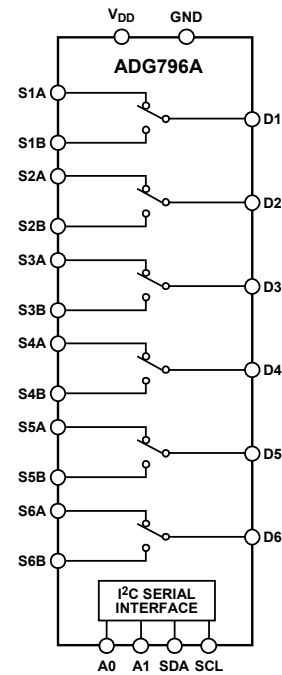 VDD GND
ADG796A
S1A
D1
S1B
S2A
D2
S2B
S3A
D3
S3B
S4A
D4
S4B
S5A
D5
S5B
S6A
D6
S6B
I2C SERIAL
INTERFACE
A0 A1 SDA SCL